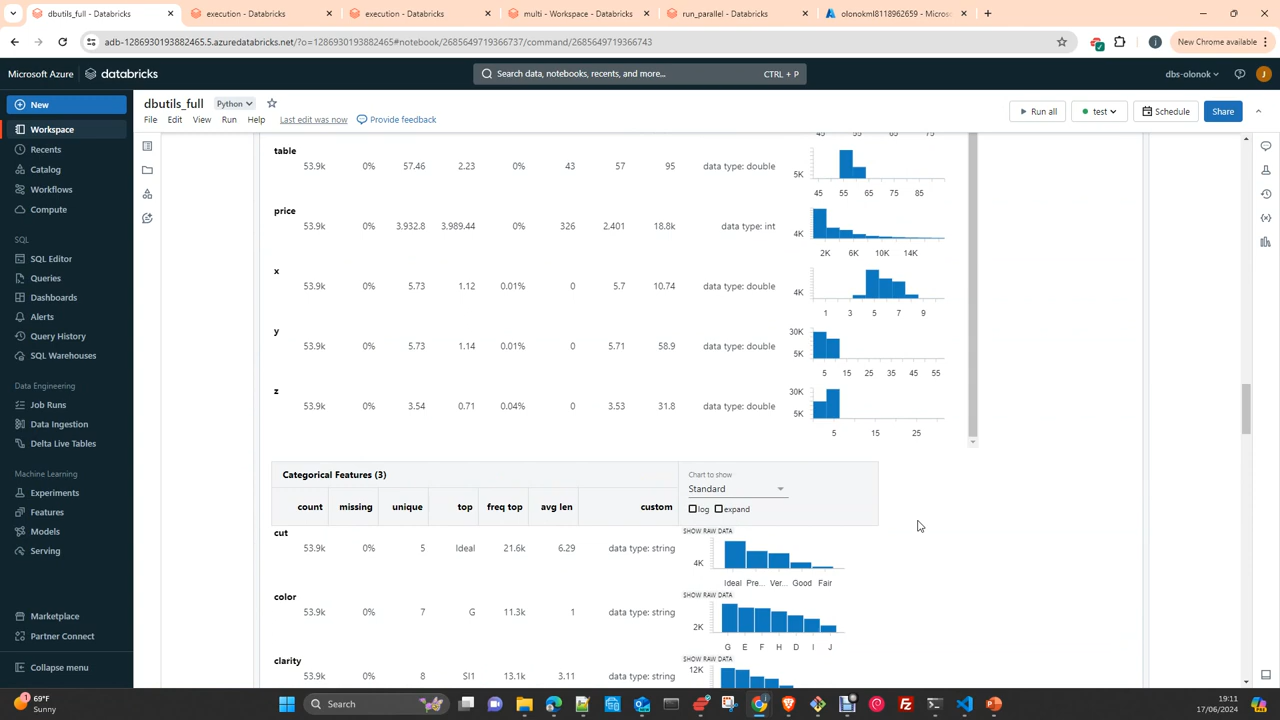 dbutils_full - Databricks
execution - Databricks
execution - Databricks
multi - Workspace - Databricks
run_parallel - Databricks
olonokml8118962659 - Microso
adb-1286930193882465.5.azuredatabricks.net/?o=1286930193882465#notebook/2685649719366737/command/2685649719366743
New Chrome available
Microsoft Azure
databricks
Search data, notebooks, recents, and more...
CTRL + P
dbs-olonok
J
New
Workspace
Recents
Catalog
Workflows
Compute
SQL
SQL Editor
Queries
Dashboards
Alerts
Query History
SQL Warehouses
Data Engineering
Job Runs
Data Ingestion
Delta Live Tables
Machine Learning
Experiments
Features
Models
Serving
Marketplace
Partner Connect
Collapse menu
dbutils_full
Python
File Edit View Run Help Last edit was now Provide feedback
Run all
test
Schedule
Share
45 55 65 75
table
53.9k 0% 57.46 2.23 0% 43 57 95 data type: double
5K
45 55 65 75 85
price
53.9k 0% 3,932.8 3,989.44 0% 326 2,401 18.8k data type: int
4K
2K 6K 10K 14K
x
53.9k 0% 5.73 1.12 0.01% 0 5.7 10.74 data type: double
4K
1 3 5 7 9
y
53.9k 0% 5.73 1.14 0.01% 0 5.71 58.9 data type: double
30K
5K
5 15 25 35 45 55
z
53.9k 0% 3.54 0.71 0.04% 0 3.53 31.8 data type: double
30K
5K
5 15 25
Categorical Features (3)
Chart to show
Standard
log expand
count missing unique top freq top avg len custom
cut
53.9k 0% 5 Ideal 21.6k 6.29 data type: string
SHOW RAW DATA
4K
Ideal Pre... Ver... Good Fair
color
53.9k 0% 7 G 11.3k 1 data type: string
SHOW RAW DATA
2K
G E F H D I J
clarity
53.9k 0% 8 SI1 13.1k 3.11 data type: string
SHOW RAW DATA
12K
69°F
Sunny
Search
19:11
17/06/2024